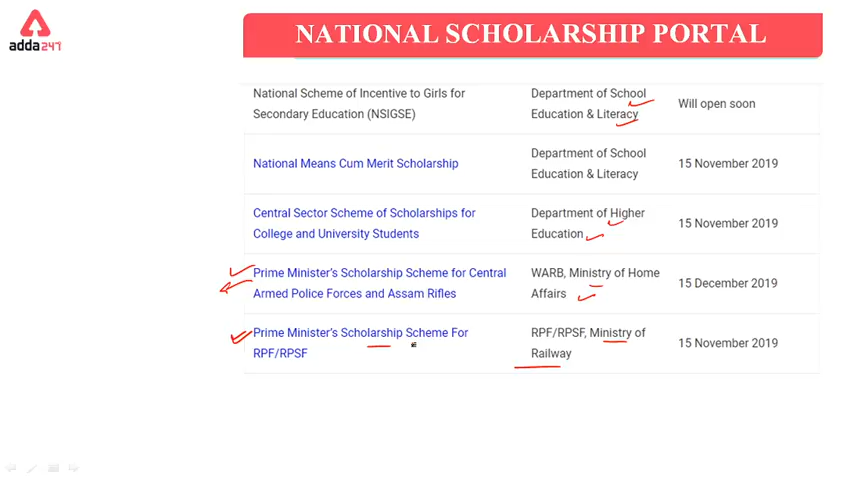 adda247
NATIONAL SCHOLARSHIP PORTAL
National Scheme of Incentive to Girls for
Secondary Education (NSIGSE)
Department of School
Education & Literacy
Will open soon
National Means Cum Merit Scholarship
Department of School
Education & Literacy
15 November 2019
Central Sector Scheme of Scholarships for
College and University Students
Department of Higher
Education
15 November 2019
Prime Minister's Scholarship Scheme for Central
Armed Police Forces and Assam Rifles
WARB, Ministry of Home
Affairs
15 December 2019
Prime Minister's Scholarship Scheme For
RPF/RPSF
RPF/RPSF, Ministry of
Railway
15 November 2019